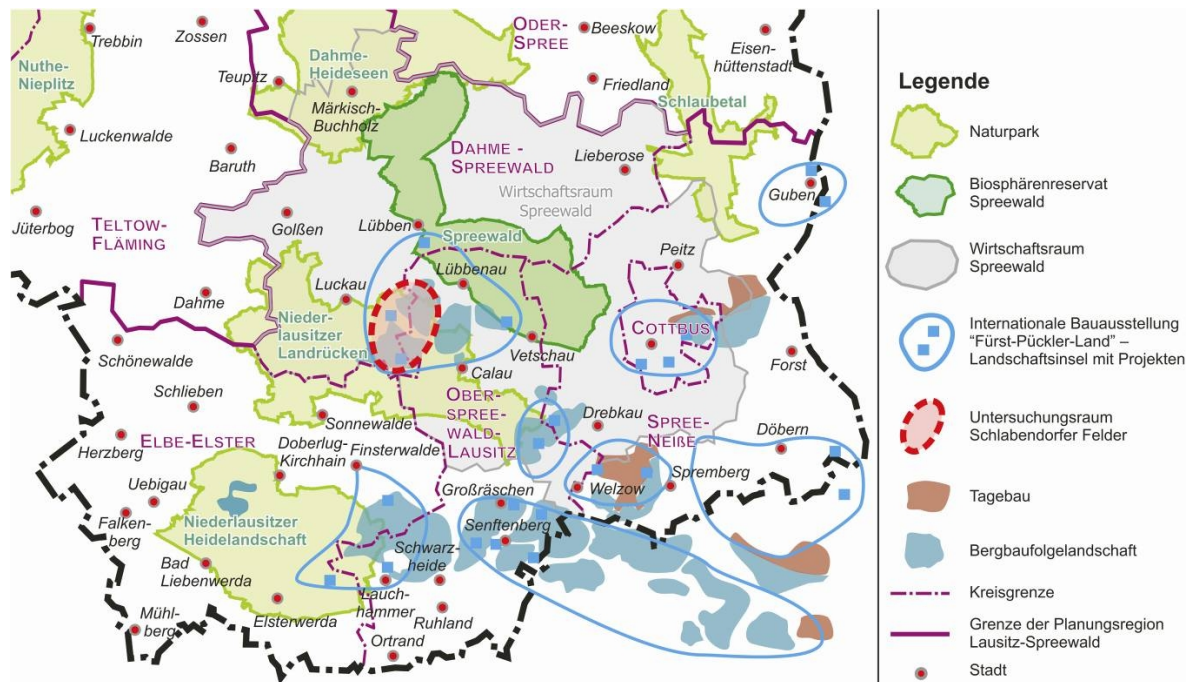 Trebbin
Zossen
ODER-
SPREE
Beeskow
Eisen-
hüttenstadt
Nuthe-
Nieplitz
Dahme-
Heideseen
Teupitz
Märkisch-
Buchholz
Friedland
Schlaubetal
Luckenwalde
Baruth
DAHME -
SPREEWALD
Lieberose
Wirtschaftsraum
Spreewald
Guben
Jüterbog
TELTOW-
FLÄMING
Golßen
Lübben
Spreewald
Peitz
Dahme
Luckau
Lübbenau
Nieder-
lausitzer
Landrücken
COTTBUS
Vetschau
Forst
Schönewalde
Calau
Schlieben
OBER-
SPREE-
WALD-
LAUSITZ
Drebkau
SPREE-
NEIßE
Döbern
Sonnewalde
ELBE-ELSTER
Herzberg
Doberlug-
Kirchhain
Finsterwalde
Spremberg
Welzow
Uebigau
Großräschen
Falken-
berg
Niederlausitzer
Heidelandschaft
Senftenberg
Schwarz-
heide
Bad
Liebenwerda
Lauch-
hammer
Mühl-
berg
Elsterwerda
Ruhland
Ortrand
Legende
Naturpark
Biosphärenreservat
Spreewald
Wirtschaftsraum
Spreewald
Internationale Bauausstellung
“Fürst-Pückler-Land” –
Landschaftsinsel mit Projekten
Untersuchungsraum
Schlabendorfer Felder
Tagebau
Bergbaufolgelandschaft
Kreisgrenze
Grenze der Planungsregion
Lausitz-Spreewald
Stadt